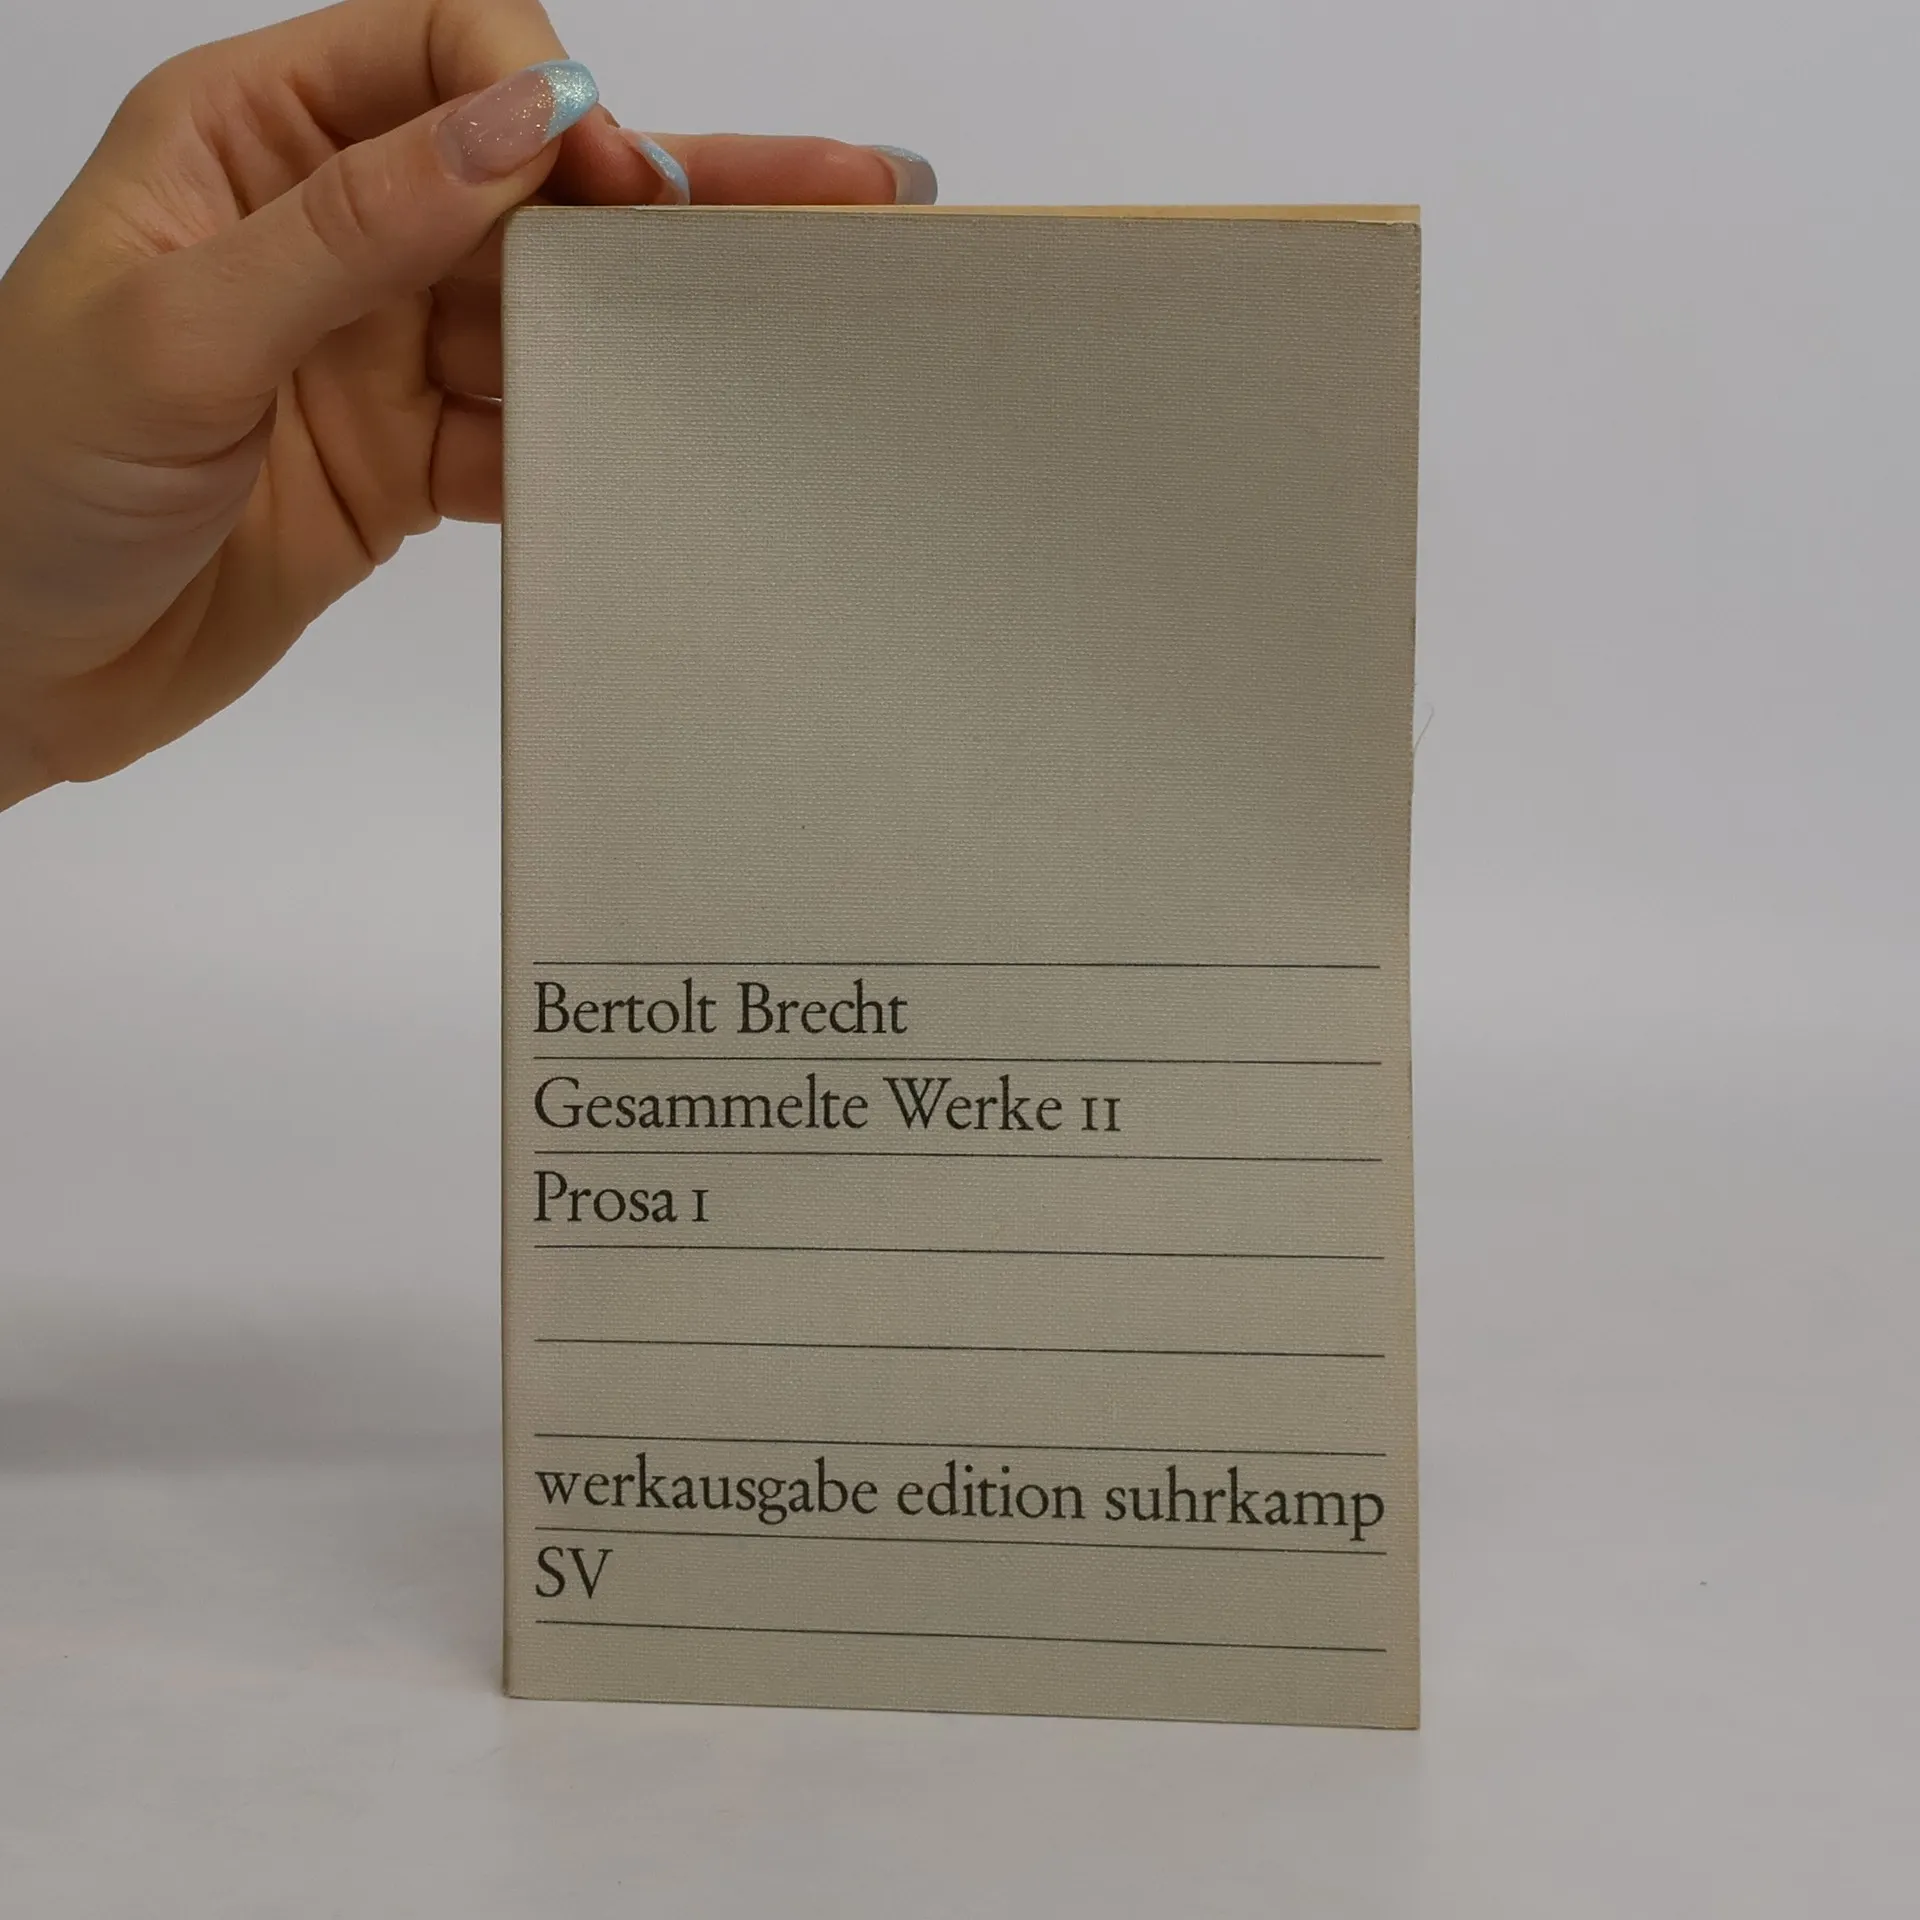 Bertolt Brecht
Gesammelte Werke 11
Prosa 1
werkausgabe edition suhrkamp
SV